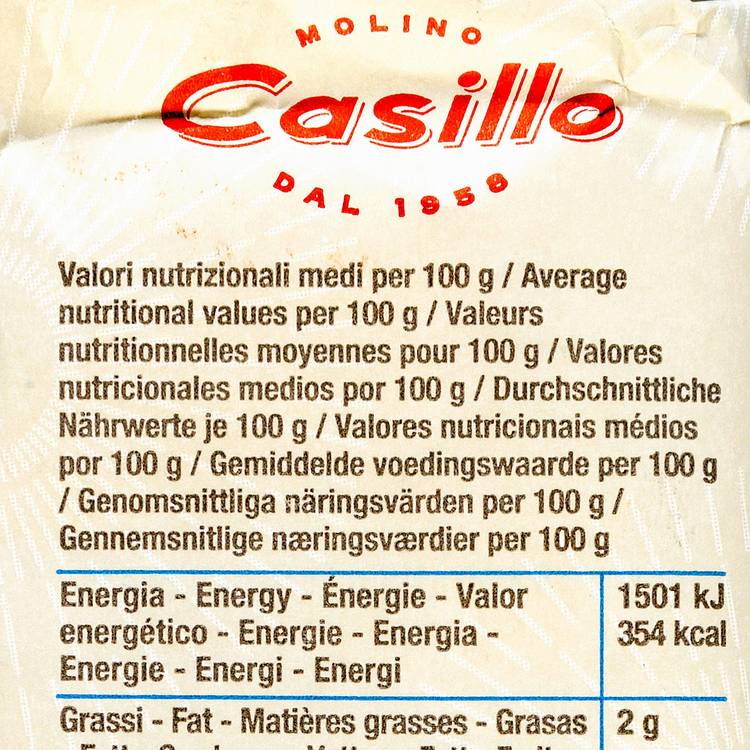 MOLINO
Casillo
DAL 1958
Valori nutrizionali medi per 100 g / Average
nutritional values per 100 g / Valeurs
nutritionnelles moyennes pour 100 g / Valores
nutricionales medios por 100 g / Durchschnittliche
Nährwerte je 100 g / Valores nutricionais médios
por 100 g / Gemiddelde voedingswaarde per 100 g
/ Genomsnittliga näringsvärden per 100 g /
Gennemsnitlige næringsværdier per 100 g
Energia - Energy - Énergie - Valor 1501 kJ
energético - Energie - Energia - 354 kcal
Energie - Energi - Energi
Grassi - Fat - Matières grasses - Grasas 2 g